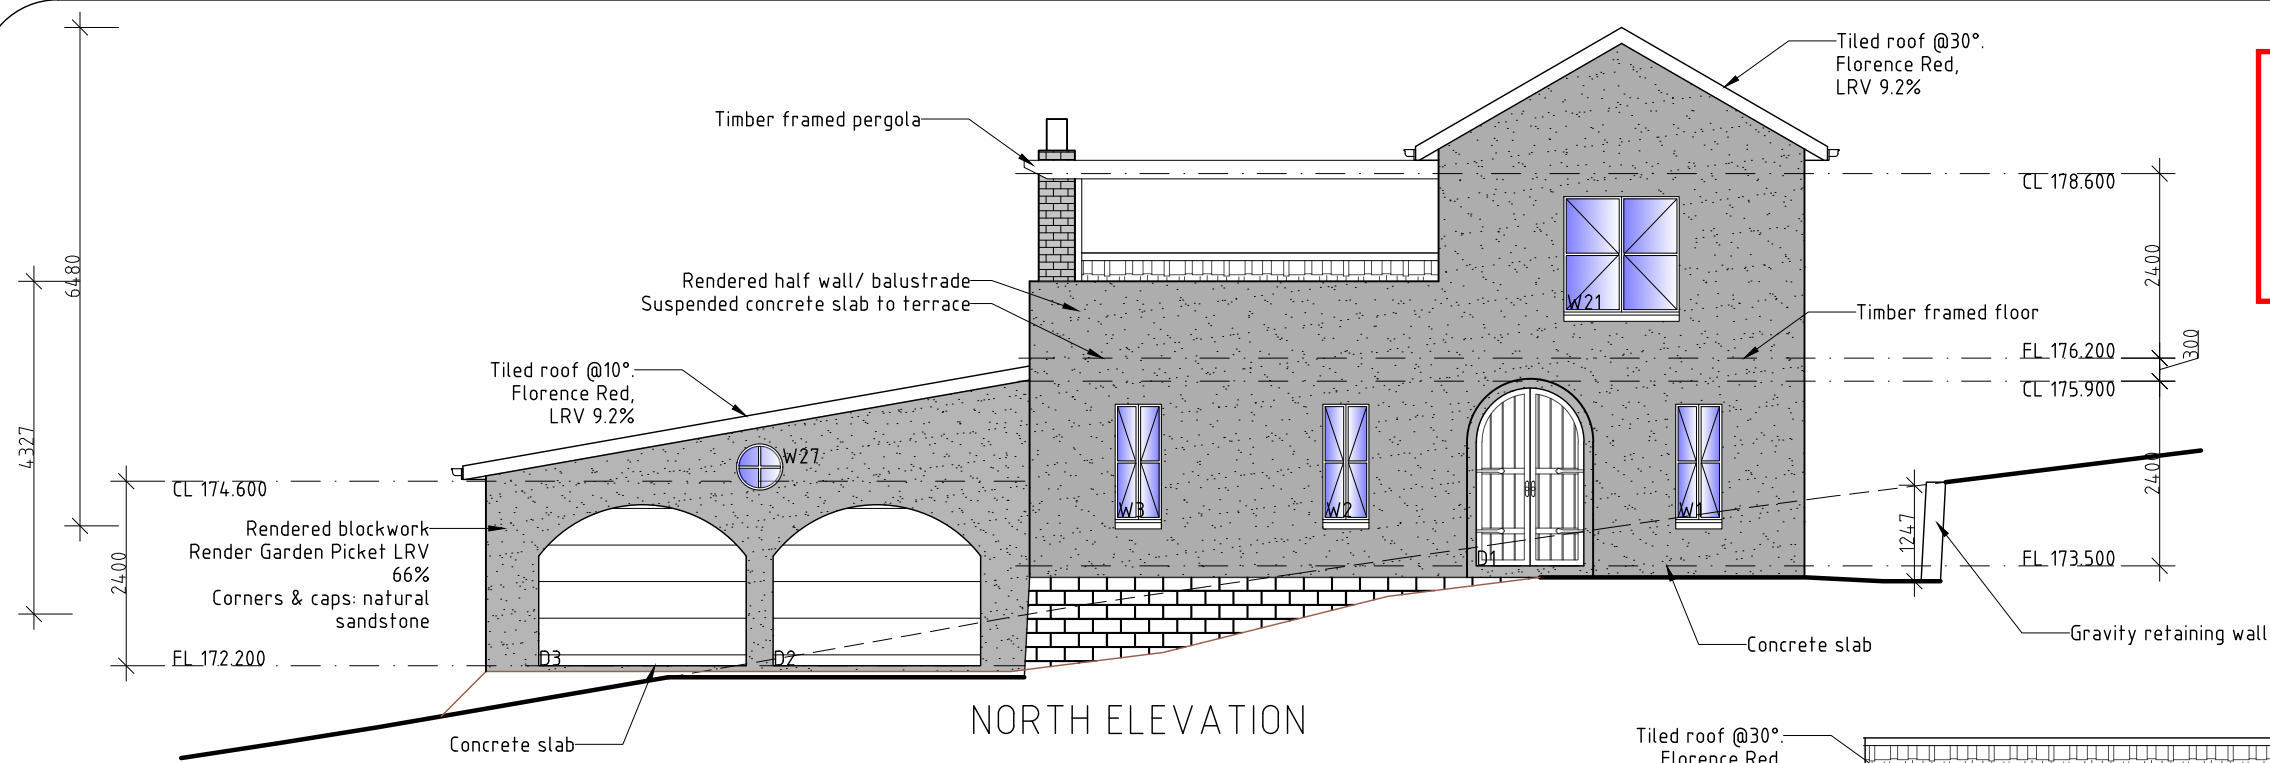 Tiled roof @30°.
Florence Red,
LRV 9.2%
Timber framed pergola
CL 178.600
6480
2400
Rendered half wall/ balustrade
Suspended concrete slab to terrace
W21
Timber framed floor
FL 176.200
300
Tiled roof @10°.
Florence Red,
LRV 9.2%
CL 175.900
4327
W27
2400
CL 174.600
W3
W2
W1
Rendered blockwork
Render Garden Picket LRV
66%
Corners & caps: natural
sandstone
2400
1247
D1
FL 173.500
Gravity retaining wall
Concrete slab
FL 172.200
D3
D2
NORTH ELEVATION
Concrete slab
Tiled roof @30°.
Florence Red,